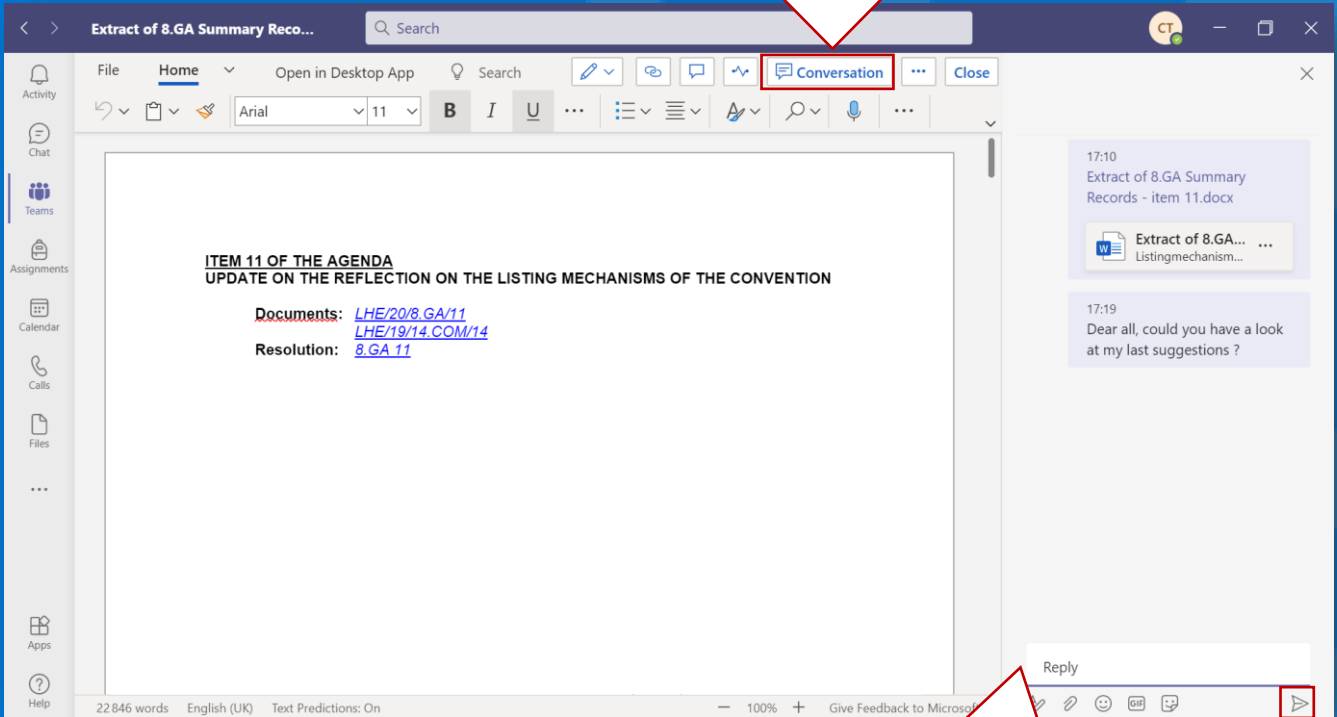 Extract of 8.GA Summary Reco...
Search
CT
Activity
Chat
Teams
Assignments
Calendar
Calls
Files
Apps
Help
File Home Open in Desktop App Search
Conversation
Close
Arial 11 B I U
ITEM 11 OF THE AGENDA
UPDATE ON THE REFLECTION ON THE LISTING MECHANISMS OF THE CONVENTION
Documents: LHE/20/8.GA/11
LHE/19/14.COM/14
Resolution: 8.GA 11
22 846 words English (UK) Text Predictions: On
100% Give Feedback to Microsof
17:10
Extract of 8.GA Summary
Records - item 11.docx
Extract of 8.GA...
Listingmechanism...
17:19
Dear all, could you have a look
at my last suggestions ?
Reply
GIF